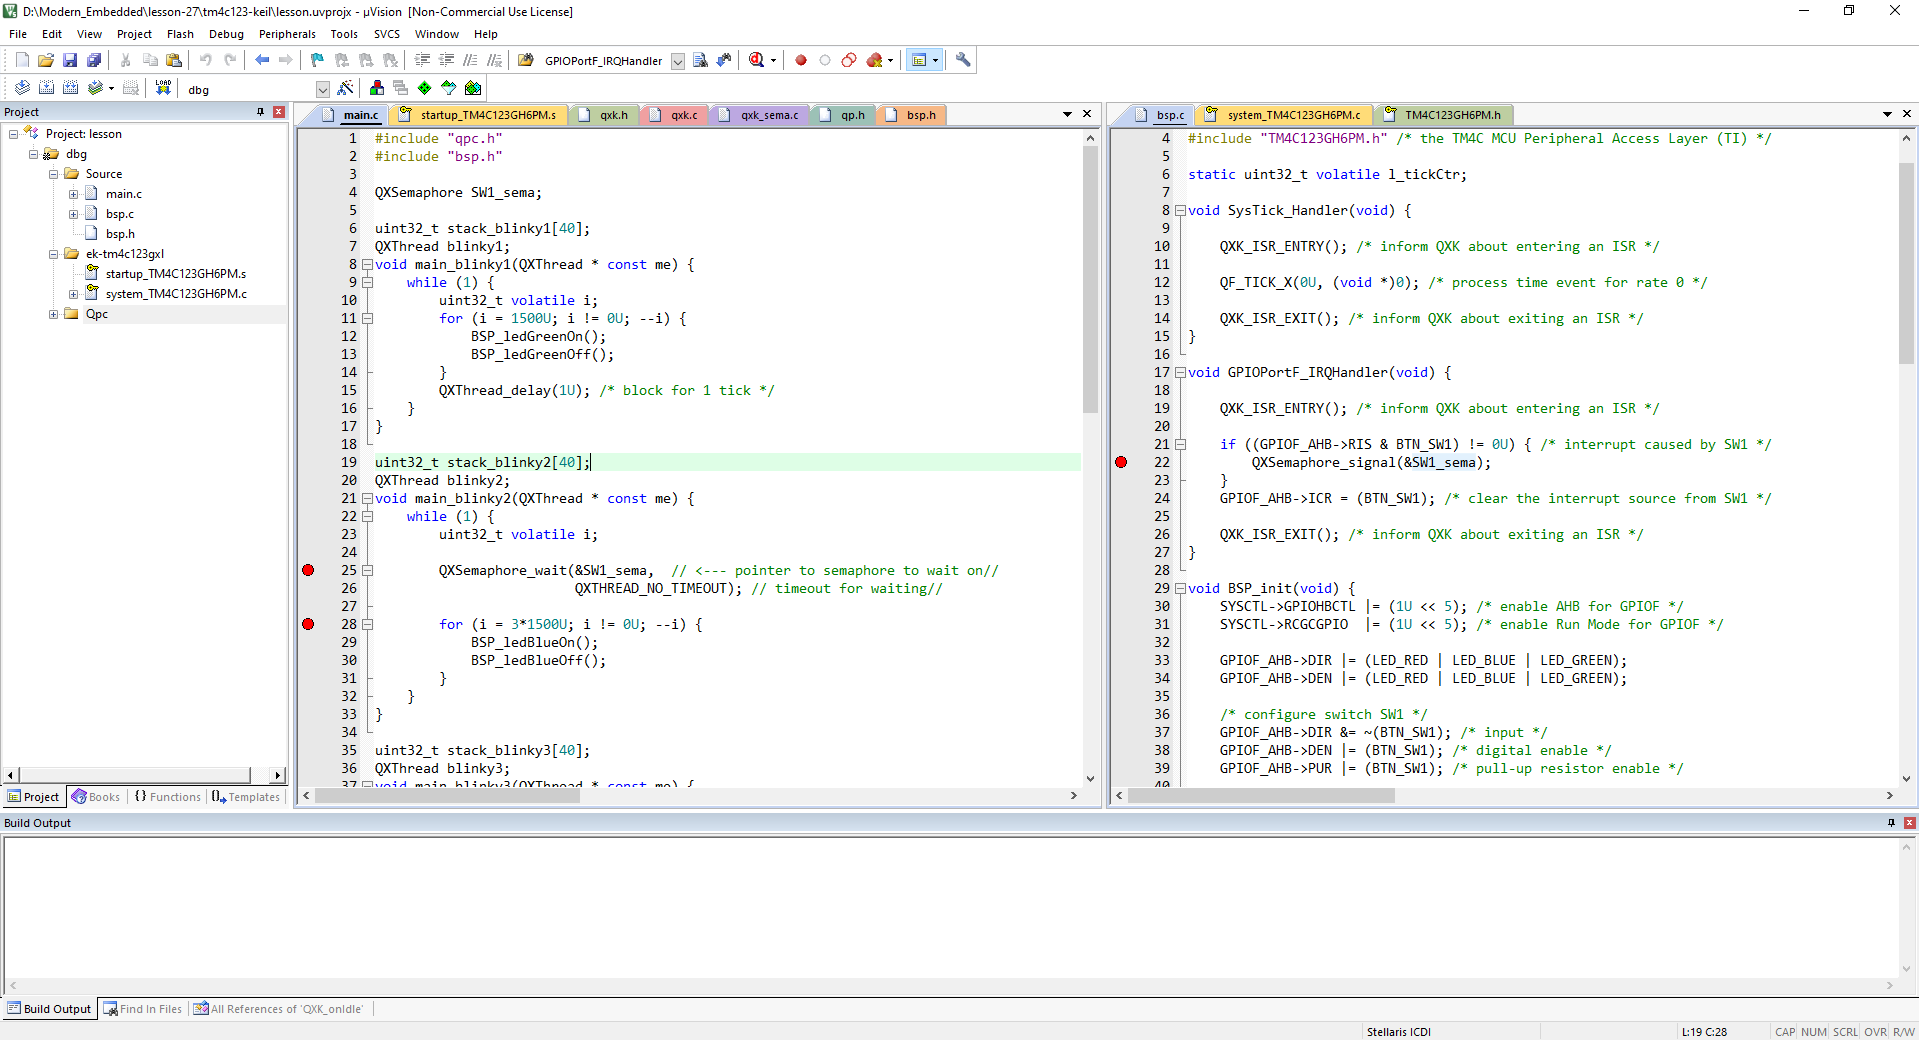 D:\Modern_Embedded\lesson-27\tm4c123-keil\lesson.uvprojx - µVision  [Non-Commercial Use License]
File Edit View Project Flash Debug Peripherals Tools SVCS Window Help
GPIOPortF_IRQHandler
LOAD dbg
Project
Project: lesson
dbg
Source
main.c
bsp.c
bsp.h
ek-tm4c123gxl
startup_TM4C123GH6PM.s
system_TM4C123GH6PM.c
Qpc
Project Books Functions Templates
main.c startup_TM4C123GH6PM.s qxk.h qxk.c qxk_sema.c qp.h bsp.h
1 #include "qpc.h"
2 #include "bsp.h"
3
4 QXSemaphore SW1_sema;
5
6 uint32_t stack_blinky1[40];
7 QXThread blinky1;
8 void main_blinky1(QXThread * const me) {
9     while (1) {
10         uint32_t volatile i;
11         for (i = 1500U; i != 0U; --i) {
12             BSP_ledGreenOn();
13             BSP_ledGreenOff();
14         }
15         QXThread_delay(1U); /* block for 1 tick */
16     }
17 }
18
19 uint32_t stack_blinky2[40];
20 QXThread blinky2;
21 void main_blinky2(QXThread * const me) {
22     while (1) {
23         uint32_t volatile i;
24
25         QXSemaphore_wait(&SW1_sema,  // <--- pointer to semaphore to wait on//
26                          QXTHREAD_NO_TIMEOUT); // timeout for waiting//
27
28         for (i = 3*1500U; i != 0U; --i) {
29             BSP_ledBlueOn();
30             BSP_ledBlueOff();
31         }
32     }
33 }
34
35 uint32_t stack_blinky3[40];
36 QXThread blinky3;
37 void main_blinky3(QXThread * const me) {
bsp.c system_TM4C123GH6PM.c TM4C123GH6PM.h
4 #include "TM4C123GH6PM.h" /* the TM4C MCU Peripheral Access Layer (TI) */
5
6 static uint32_t volatile l_tickCtr;
7
8 void SysTick_Handler(void) {
9
10     QXK_ISR_ENTRY(); /* inform QXK about entering an ISR */
11
12     QF_TICK_X(0U, (void *)0); /* process time event for rate 0 */
13
14     QXK_ISR_EXIT(); /* inform QXK about exiting an ISR */
15 }
16
17 void GPIOPortF_IRQHandler(void) {
18
19     QXK_ISR_ENTRY(); /* inform QXK about entering an ISR */
20
21     if ((GPIOF_AHB->RIS & BTN_SW1) != 0U) { /* interrupt caused by SW1 */
22         QXSemaphore_signal(&SW1_sema);
23     }
24     GPIOF_AHB->ICR = (BTN_SW1); /* clear the interrupt source from SW1 */
25
26     QXK_ISR_EXIT(); /* inform QXK about exiting an ISR */
27 }
28
29 void BSP_init(void) {
30     SYSCTL->GPIOHBCTL |= (1U << 5); /* enable AHB for GPIOF */
31     SYSCTL->RCGCGPIO  |= (1U << 5); /* enable Run Mode for GPIOF */
32
33     GPIOF_AHB->DIR |= (LED_RED | LED_BLUE | LED_GREEN);
34     GPIOF_AHB->DEN |= (LED_RED | LED_BLUE | LED_GREEN);
35
36     /* configure switch SW1 */
37     GPIOF_AHB->DIR &= ~(BTN_SW1); /* input */
38     GPIOF_AHB->DEN |= (BTN_SW1); /* digital enable */
39     GPIOF_AHB->PUR |= (BTN_SW1); /* pull-up resistor enable */
40
Build Output
Build Output Find In Files All References of 'QXK_onIdle'
Stellaris ICDI L:19 C:28 CAP NUM SCRL OVR R/W